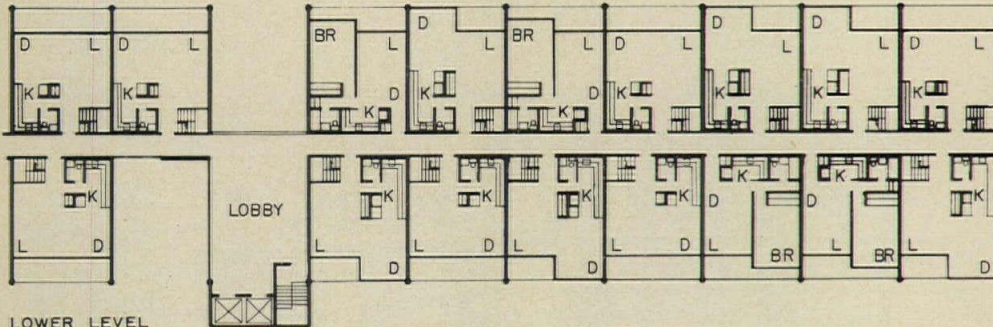 BR BR D
D L D L L L D L L L D L
D D
K K K K K K K K K
K K K K K K K K
LOBBY D D
L D L L L L L L L
D D D BR BR D
LOWER LEVEL